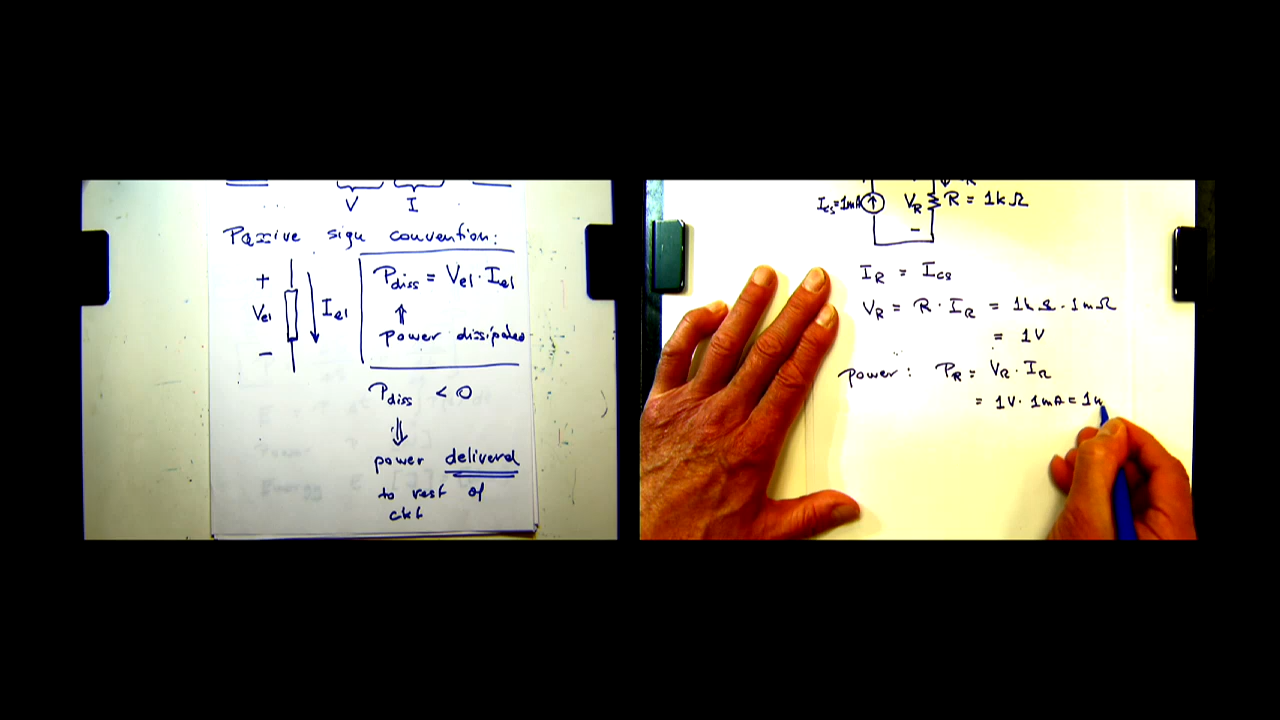 V I
Passive sign convention:
+
Vel
Iel
−
Pdiss = Vel · Iel
power dissipated
Pdiss < 0
power delivered
to rest of
ckt
Ics=1mA VR R = 1kΩ
−
IR = Ics
VR = R · IR = 1kΩ · 1mΩ
= 1V
power: PR = VR · IR
= 1V · 1mA = 1